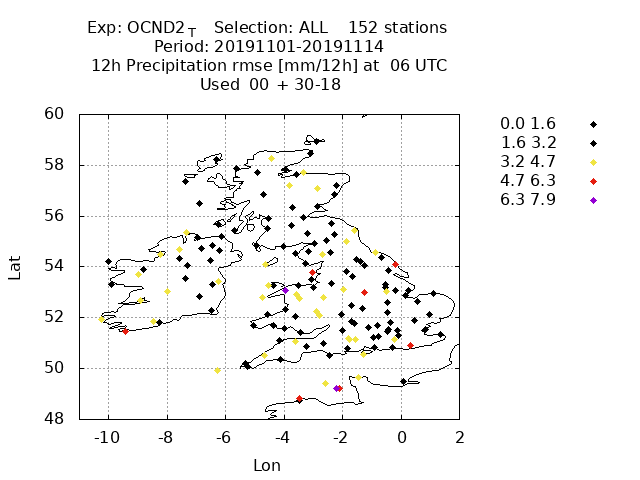 Exp: OCND2_T Selection: ALL 152 stations
Period: 20191101-20191114
12h Precipitation rmse [mm/12h] at 06 UTC
Used 00 + 30-18
0.0 1.6
1.6 3.2
3.2 4.7
4.7 6.3
6.3 7.9
60
58
56
54
52
50
48
Lat
-10 -8 -6 -4 -2 0 2
Lon